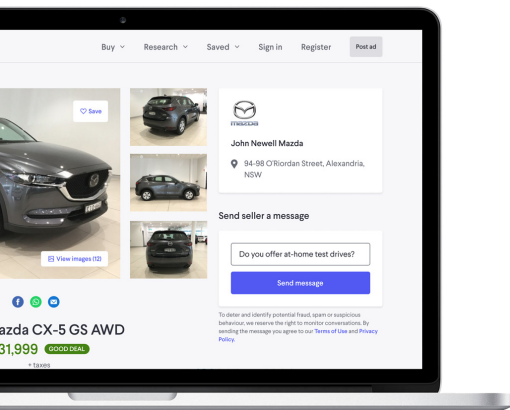 Buy
Research
Saved
Sign in
Register
Post ad
Save
mazda
John Newell Mazda
94-98 O'Riordan Street, Alexandria,
NSW
Send seller a message
View images (12)
Do you offer at-home test drives?
Send message
To deter and identify potential fraud, spam or suspicious
behaviour, we reserve the right to monitor conversations. By
sending the message you agree to our Terms of Use and Privacy
Policy.
azda CX-5 GS AWD
31,999 GOOD DEAL
+ taxes